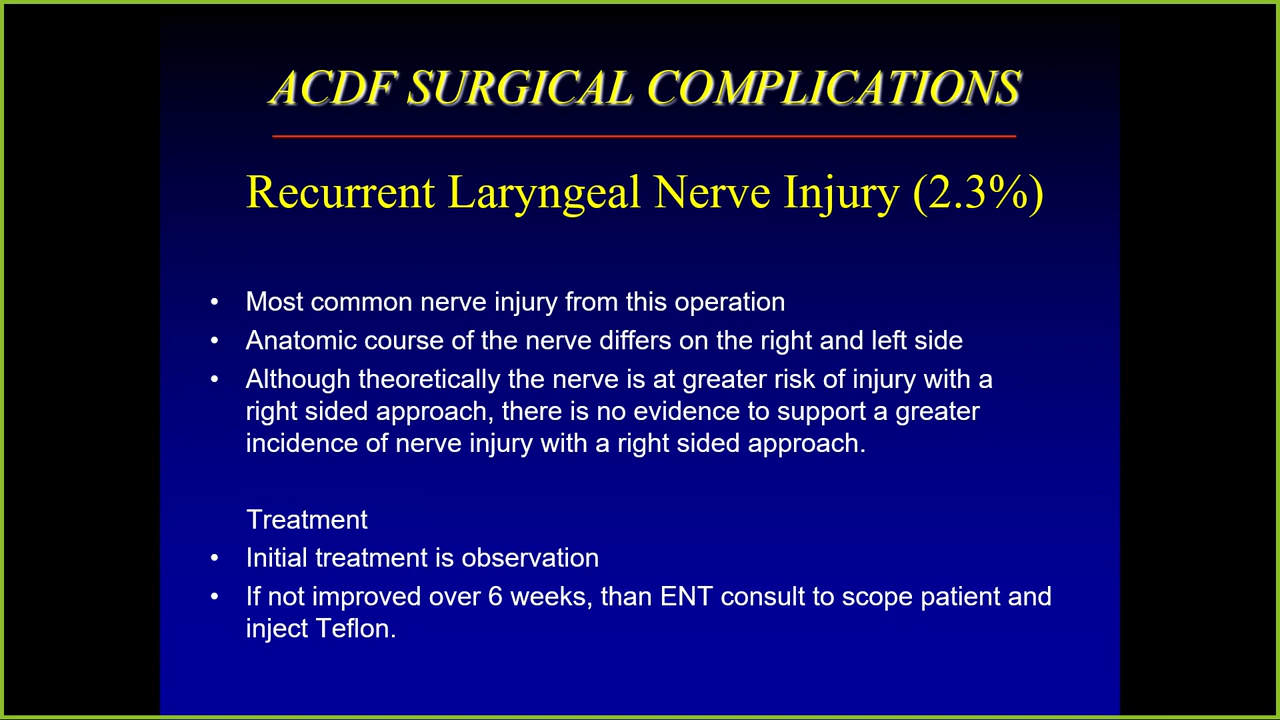 ACDF SURGICAL COMPLICATIONS
Recurrent Laryngeal Nerve Injury (2.3%)
• Most common nerve injury from this operation
• Anatomic course of the nerve differs on the right and left side
• Although theoretically the nerve is at greater risk of injury with a
right sided approach, there is no evidence to support a greater
incidence of nerve injury with a right sided approach.
Treatment
• Initial treatment is observation
• If not improved over 6 weeks, than ENT consult to scope patient and
inject Teflon.